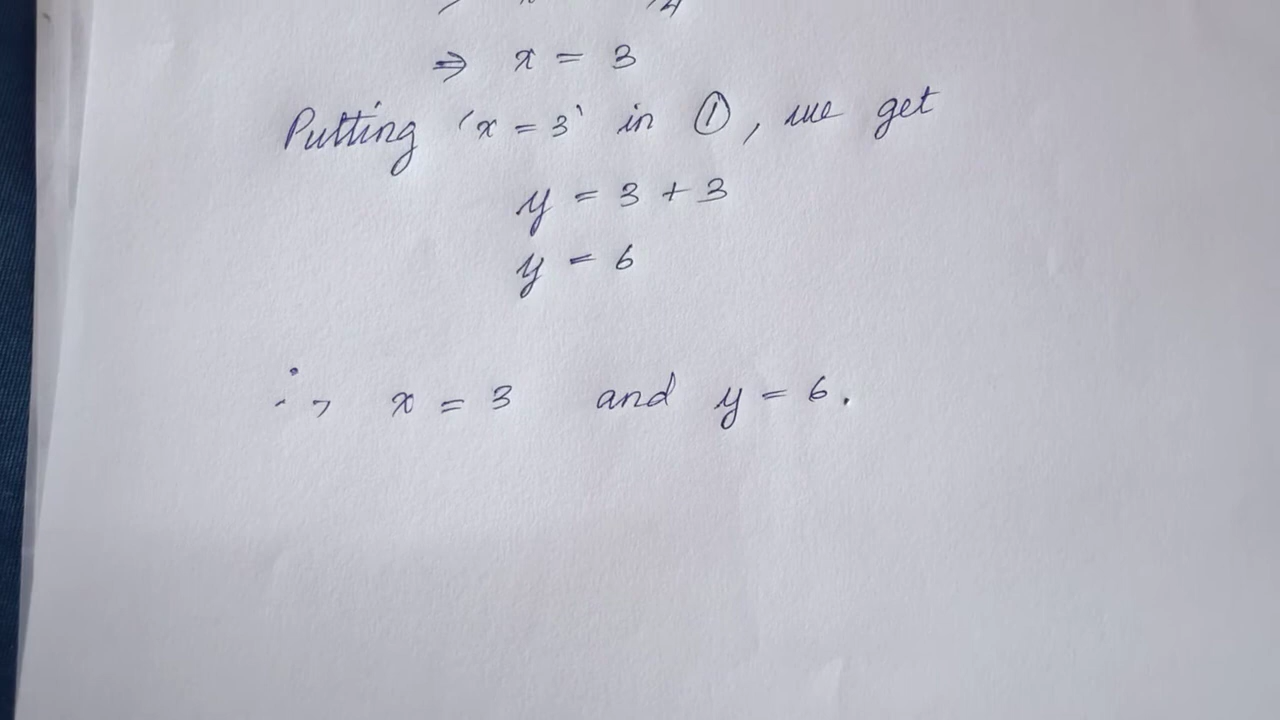 ⇒ x = 3
Putting 'x = 3' in ①, we get
y = 3 + 3
y = 6
∴, x = 3 and y = 6.